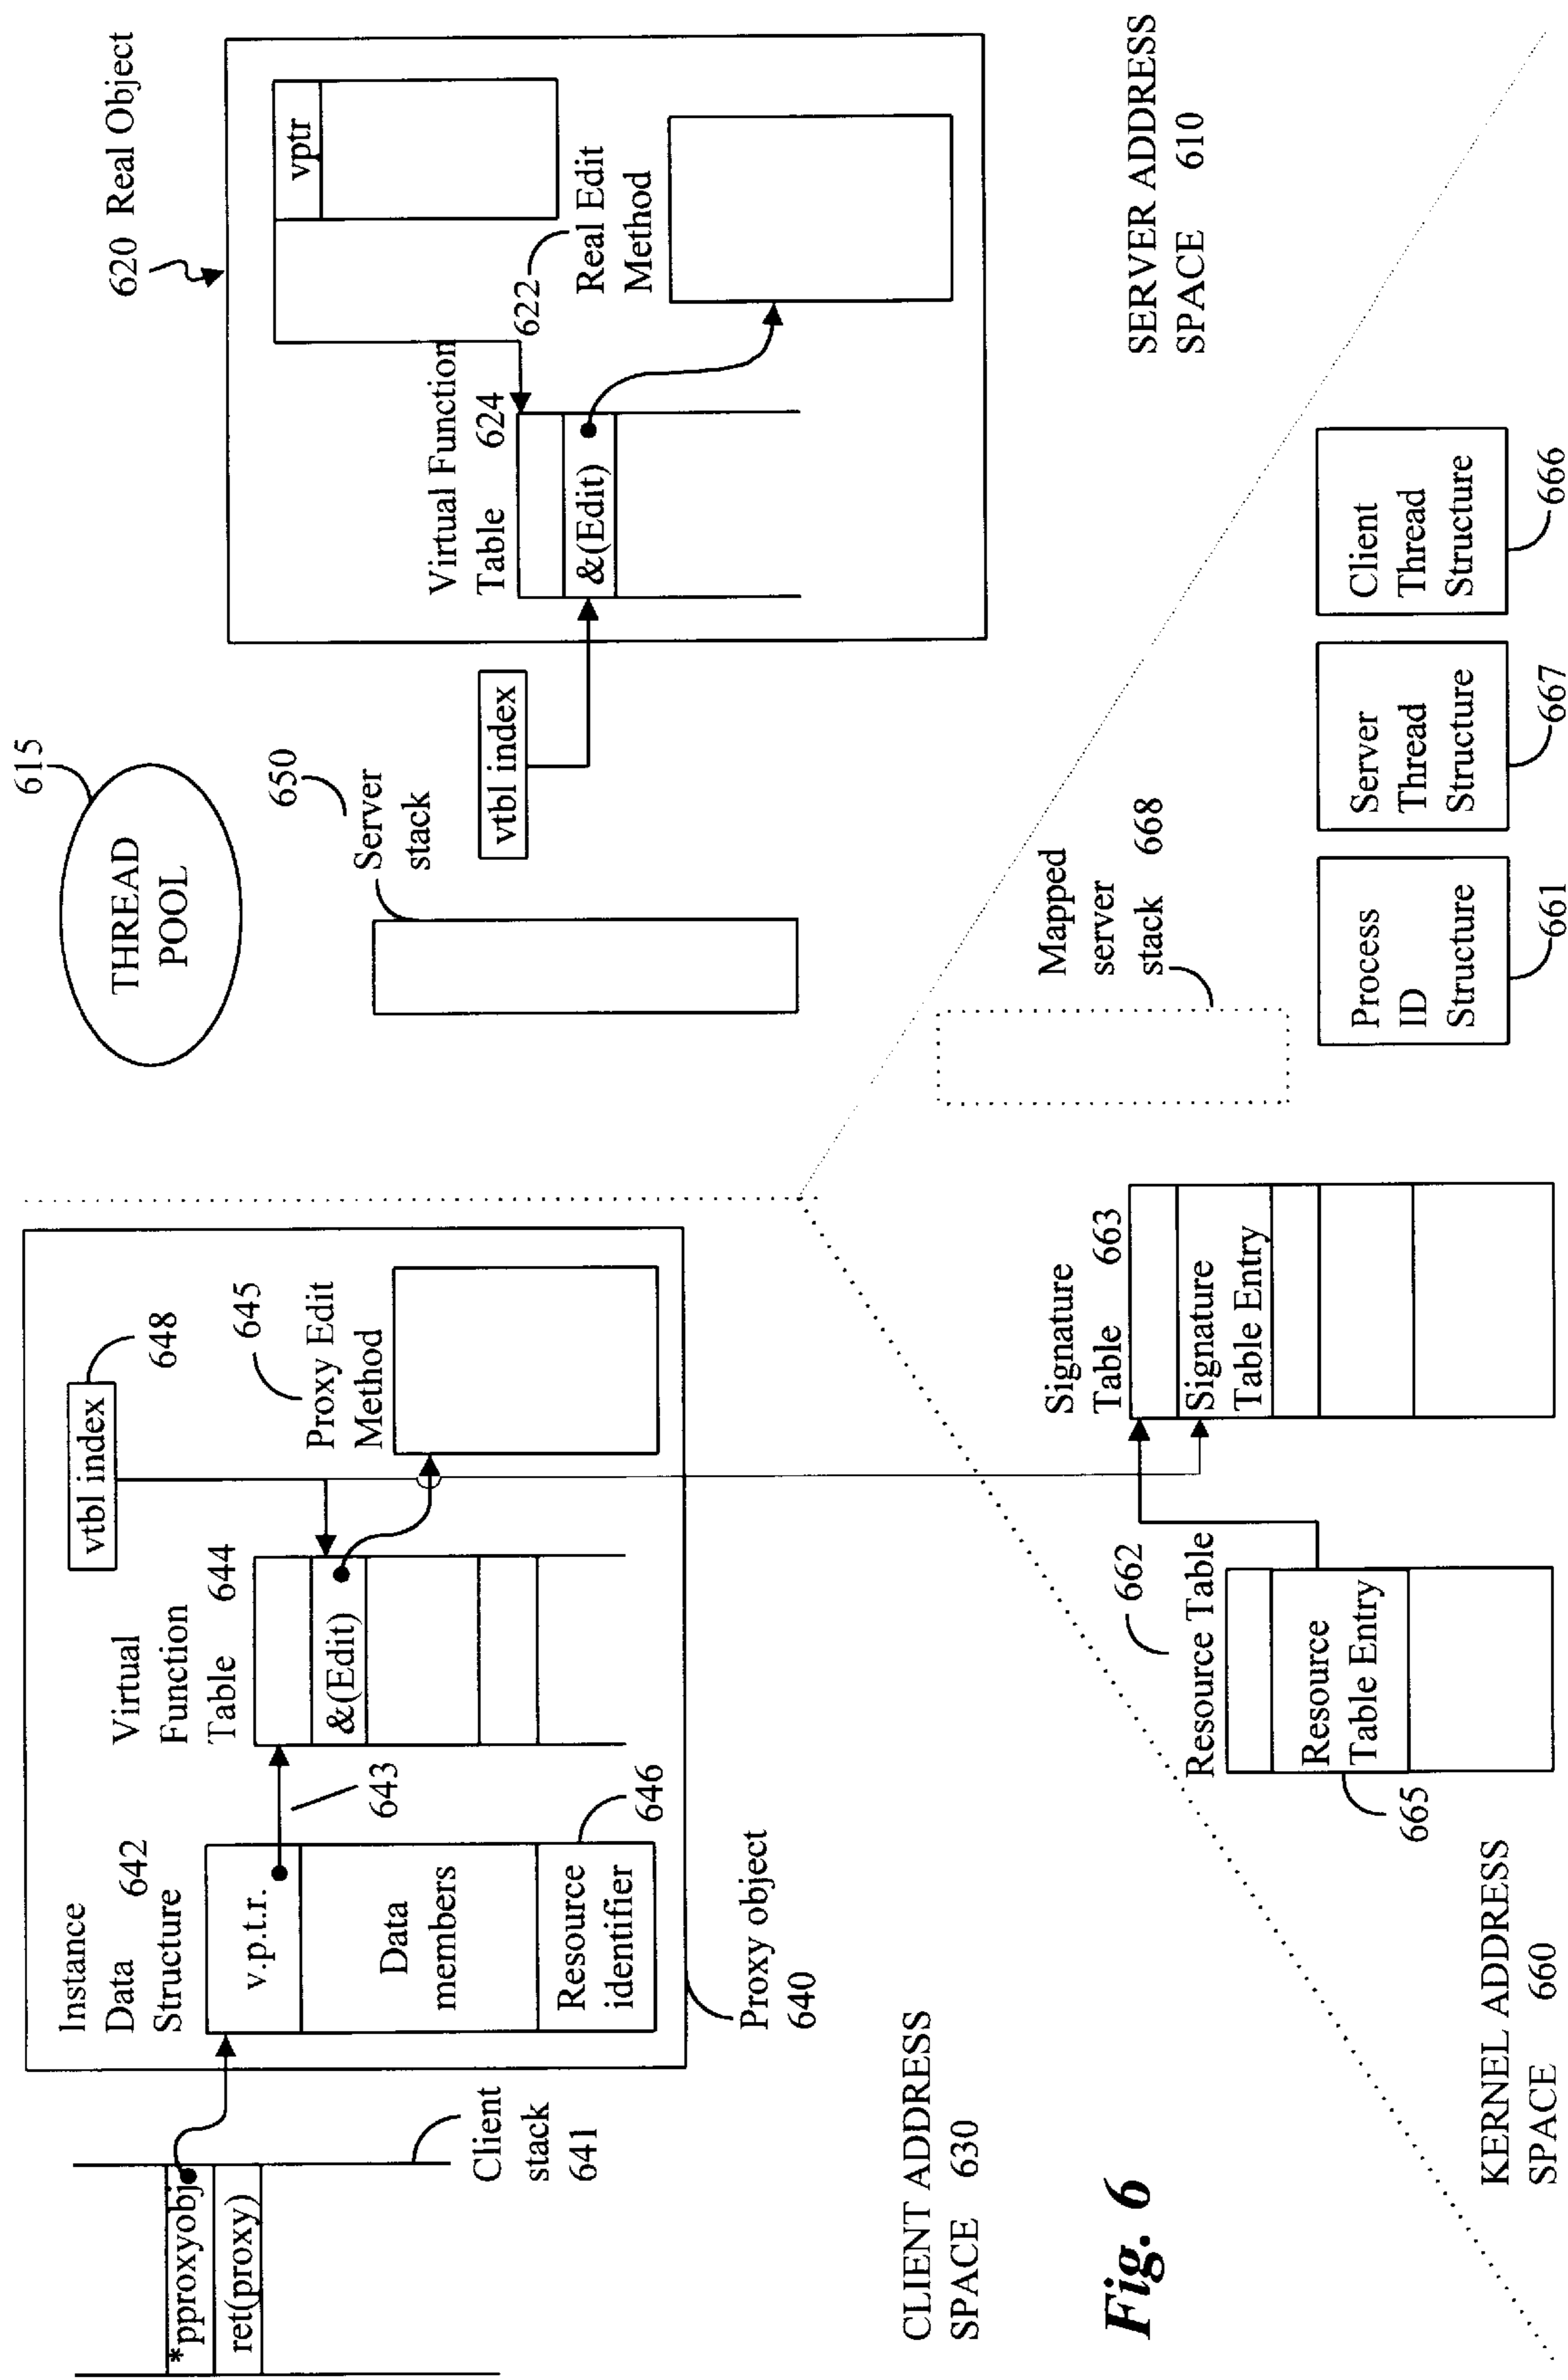 *pproxyobj
ret(proxy)
Client
stack
641
Instance
Data 642
Structure
v.p.t.r.
Data
members
Resource
identifier
646
643
Proxy object
640
Virtual
Function
Table 644
&(Edit)
vtbl index
648
645
Proxy Edit
Method
CLIENT ADDRESS
SPACE 630
615
THREAD
POOL
650
Server
stack
vtbl index
620 Real Object
vptr
Virtual Function
Table 624
&(Edit)
622
Real Edit
Method
SERVER ADDRESS
SPACE 610
662
Resource Table
Resource
Table Entry
665
Signature
Table 663
Signature
Table Entry
Mapped
server
stack 668
Process
ID
Structure
661
Server
Thread
Structure
667
Client
Thread
Structure
666
KERNEL ADDRESS
SPACE 660
Fig. 6